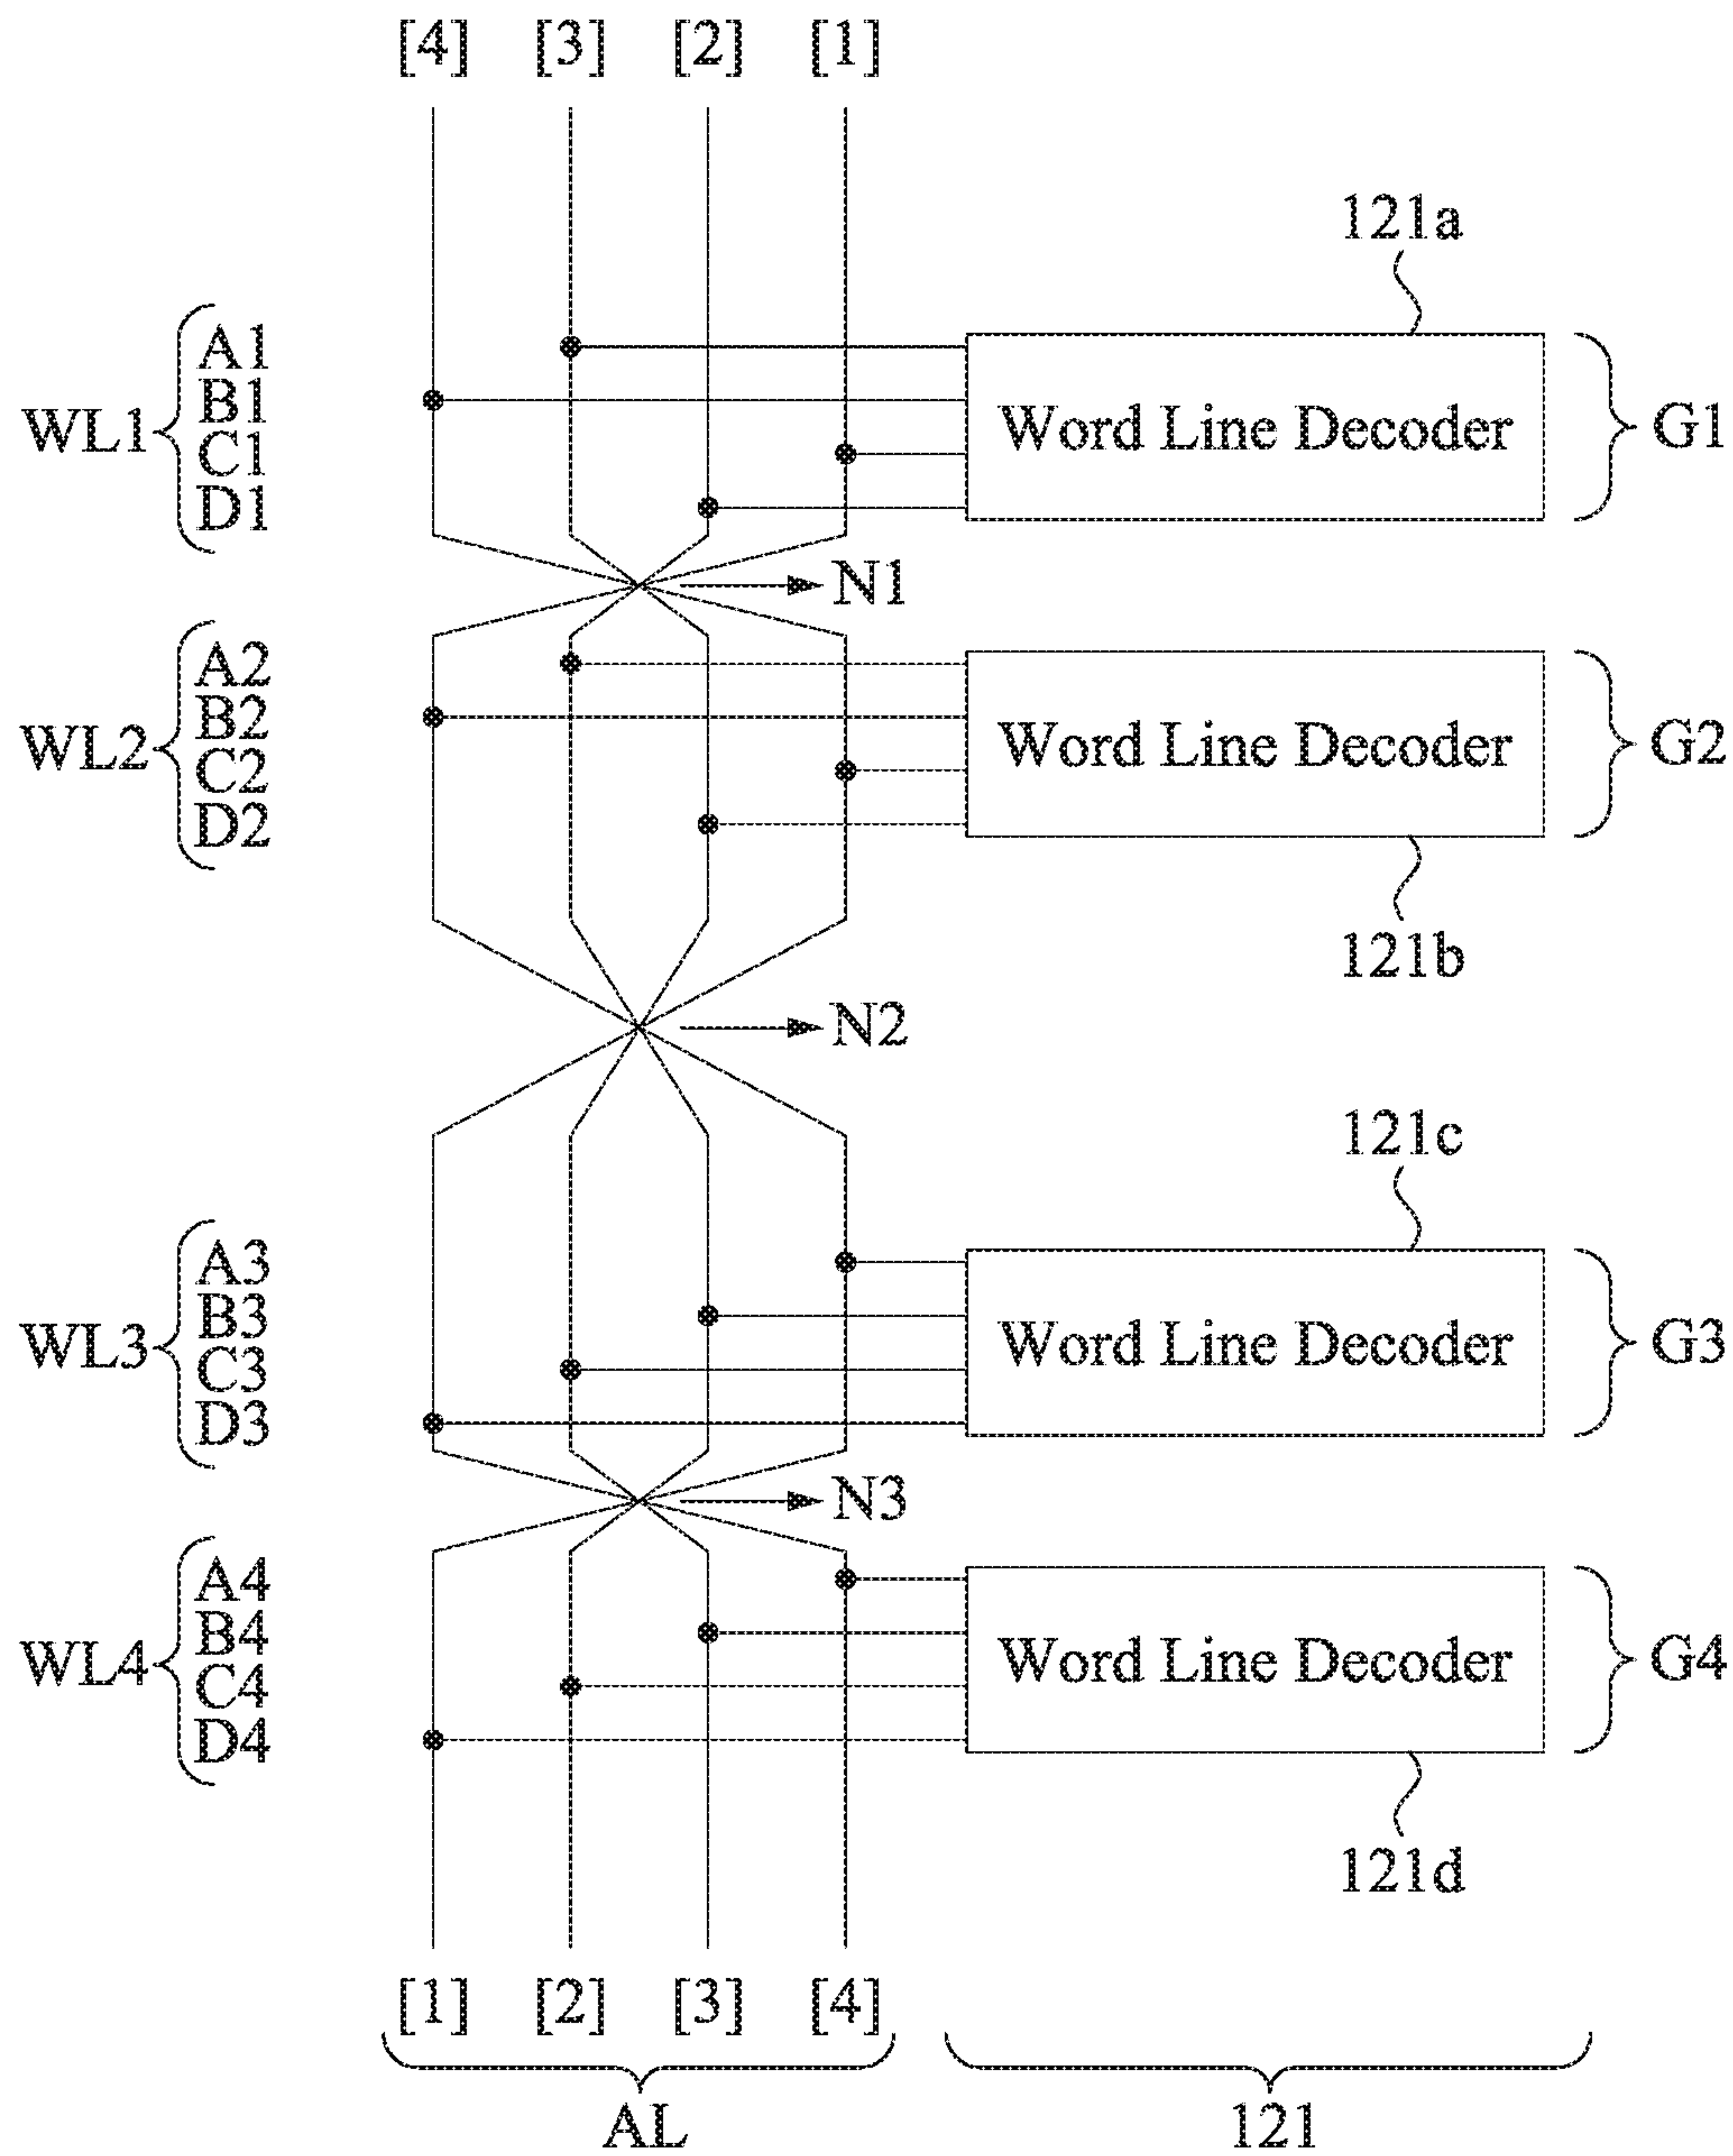 [4] [3] [2] [1]
121a
WL1
A1
B1
C1
D1
Word Line Decoder
G1
N1
WL2
A2
B2
C2
D2
Word Line Decoder
G2
121b
N2
121c
WL3
A3
B3
C3
D3
Word Line Decoder
G3
N3
WL4
A4
B4
C4
D4
Word Line Decoder
G4
121d
[1] [2] [3] [4]
AL
121